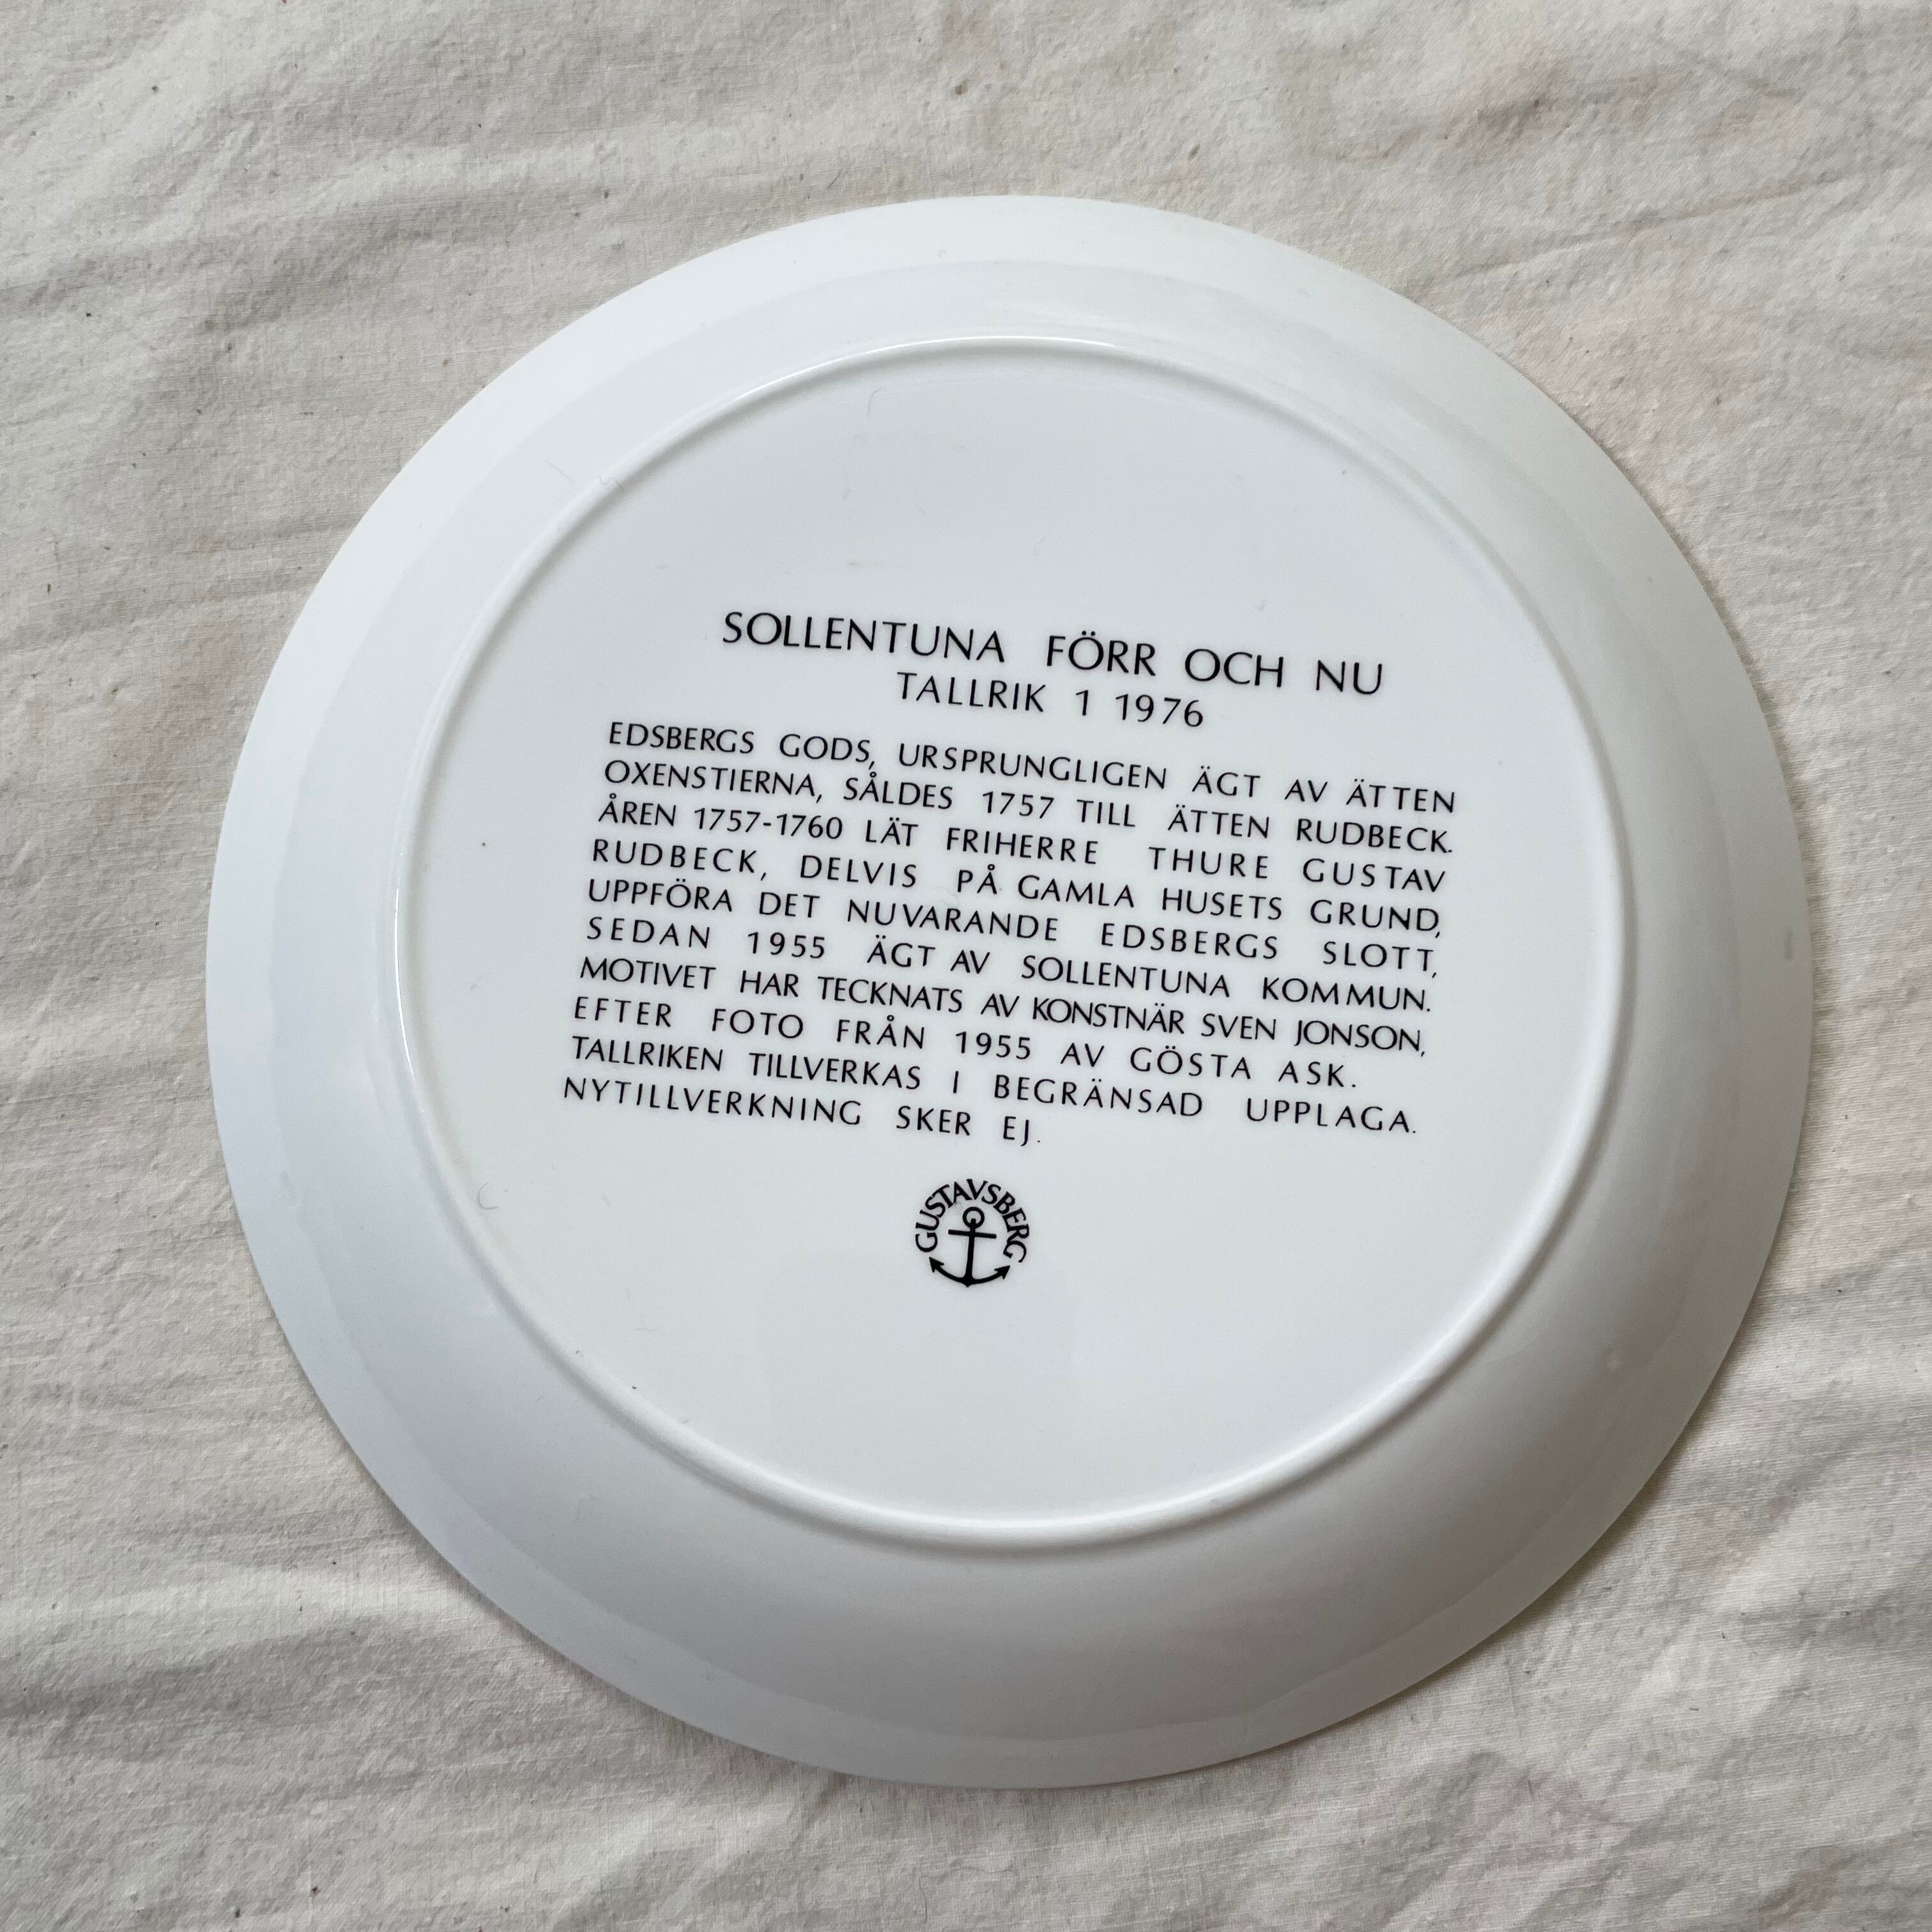 SOLLENTUNA FÖRR OCH NU
TALLRIK 1 1976
EDSBERGS GODS, URSPRUNGLIGEN ÄGT AV ÄTTEN
OXENSTIERNA, SÅLDES 1757 TILL ÄTTEN RUDBECK.
ÅREN 1757-1760 LÄT FRIHERRE THURE GUSTAV
RUDBECK, DELVIS PÅ GAMLA HUSETS GRUND,
UPPFÖRA DET NUVARANDE EDSBERGS SLOTT,
SEDAN 1955 ÄGT AV SOLLENTUNA KOMMUN.
MOTIVET HAR TECKNATS AV KONSTNÄR SVEN JONSON,
EFTER FOTO FRÅN 1955 AV GÖSTA ASK.
TALLRIKEN TILLVERKAS I BEGRÄNSAD UPPLAGA.
NYTILLVERKNING SKER EJ.
GUSTAVSBERG